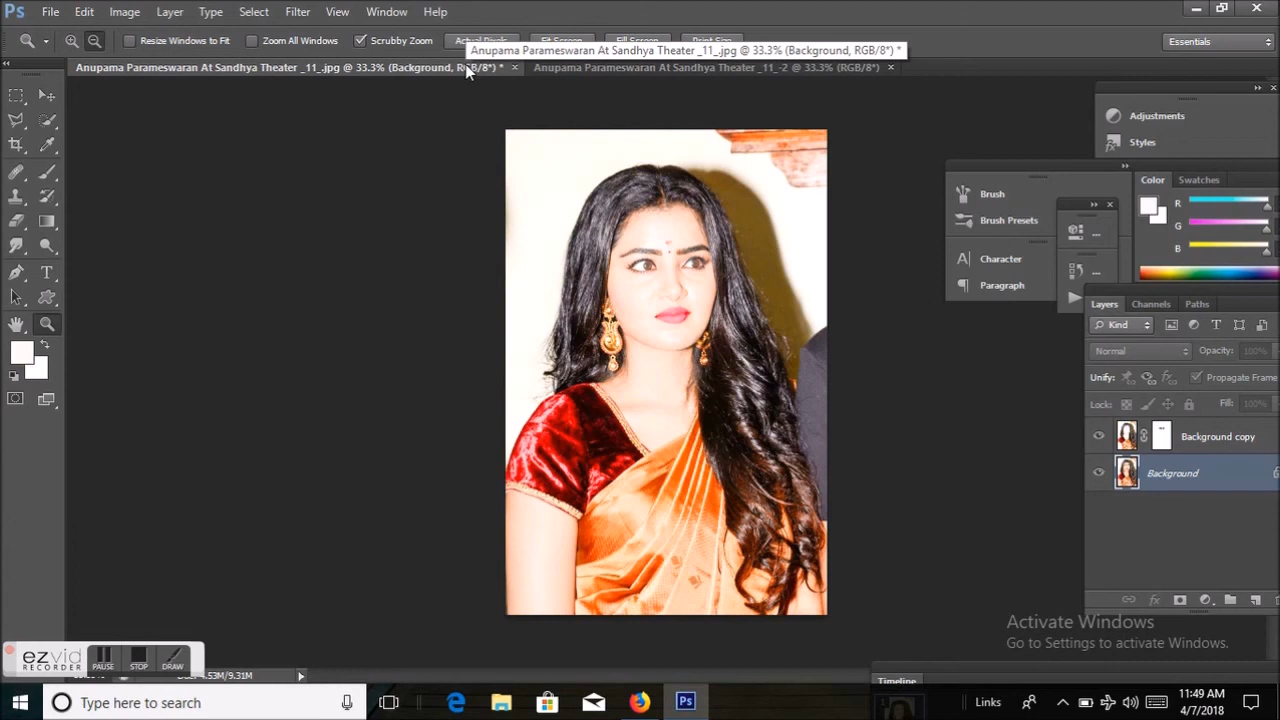 Ps File Edit Image Layer Type Select Filter View Window Help
Resize Windows to Fit Zoom All Windows Scrubby Zoom Actual Pixels Fit Screen Print Size Essentials
Anupama Parameswaran At Sandhya Theater _11_.jpg @ 33.3% (Background, RGB/8*) *
Anupama Parameswaran At Sandhya Theater _11_.jpg @ 33.3% (Background, RGB/8*) * × Anupama Parameswaran At Sandhya Theater _11_-2 @ 33.3% (RGB/8*) ×
Adjustments
Styles
Brush
Brush Presets
Character
Paragraph
Color Swatches
R
G
B
Layers Channels Paths
Kind
Normal Opacity: 100%
Unify: Propagate Frame
Lock: Fill: 100%
Background copy
Background
Activate Windows
Go to Settings to activate Windows.
ezvid
RECORDER
PAUSE STOP DRAW
4.53M/9.31M
Timeline
Type here to search
Links
11:49 AM
4/7/2018